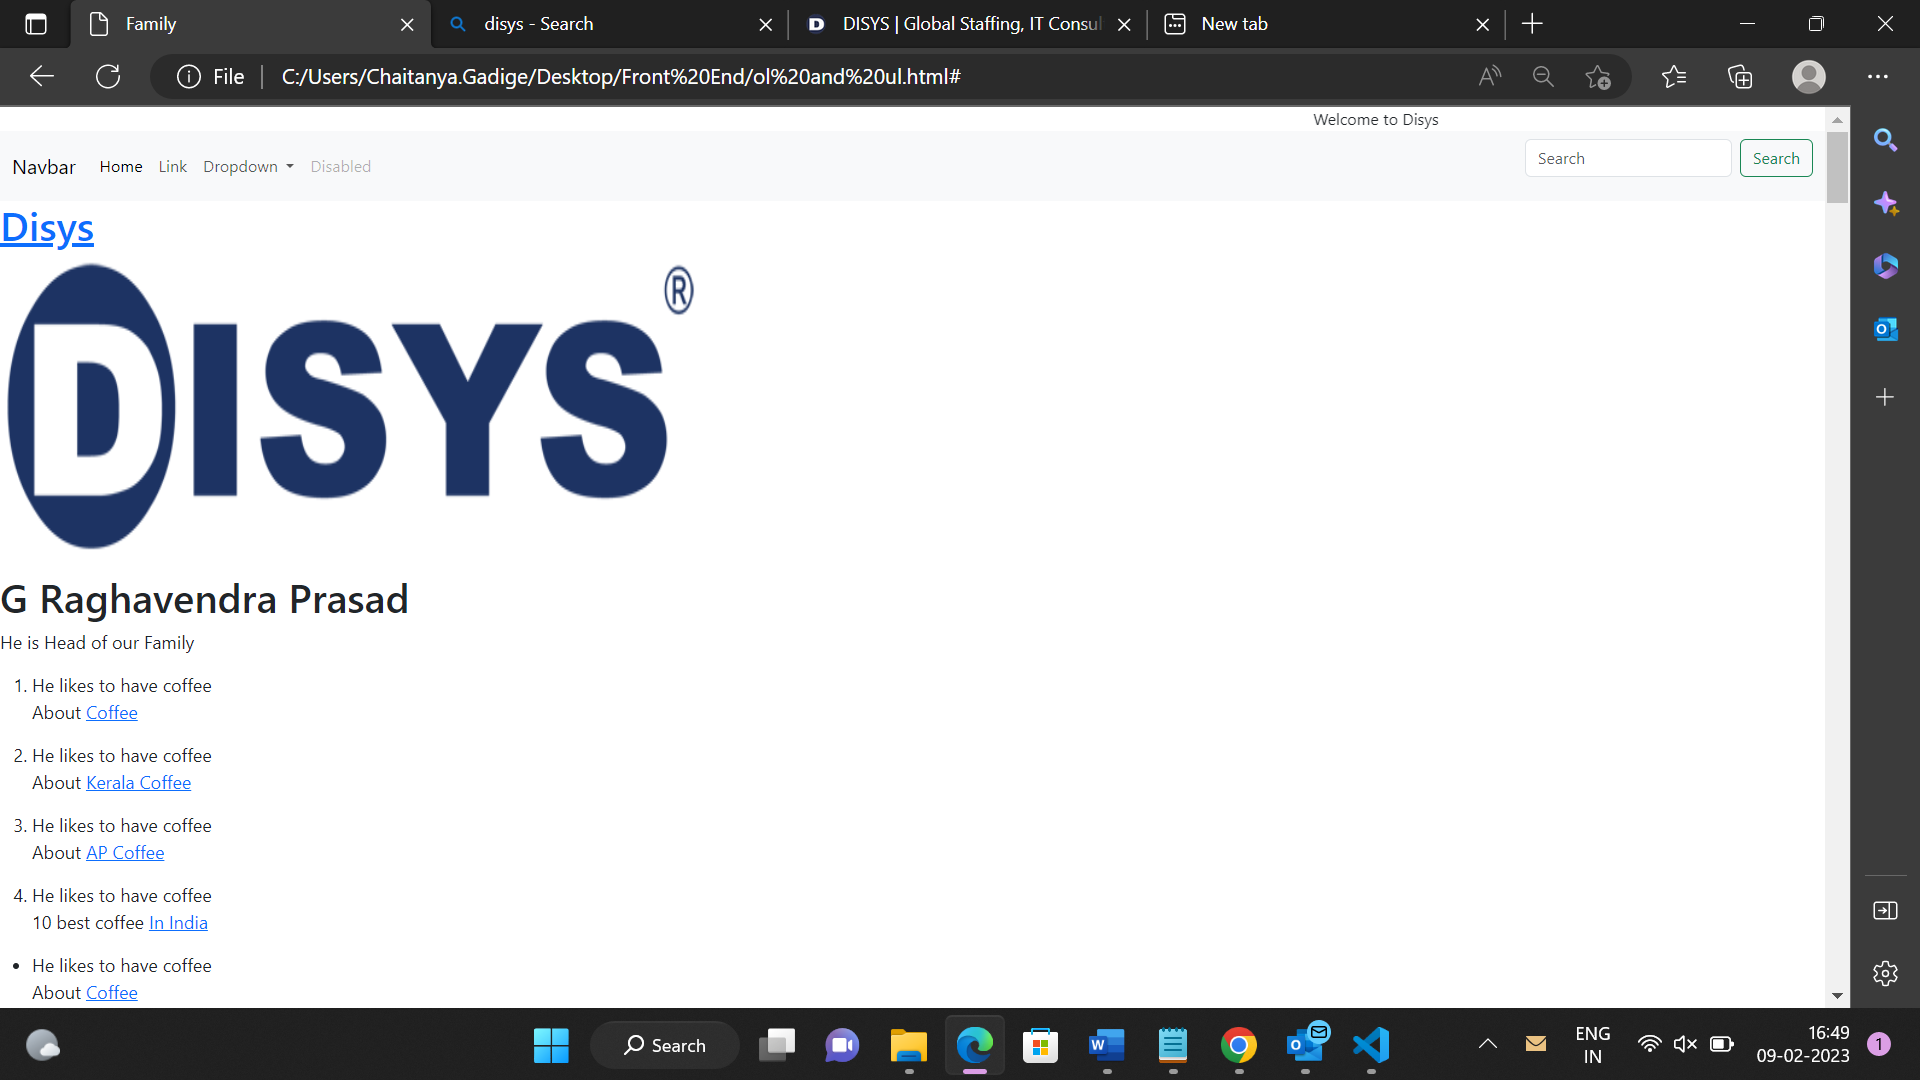 Family
disys - Search
DISYS | Global Staffing, IT Consul
New tab
File
C:/Users/Chaitanya.Gadige/Desktop/Front%20End/ol%20and%20ul.html#
Welcome to Disys
Navbar Home Link Dropdown Disabled Search Search
Disys
DISYS®
G Raghavendra Prasad
He is Head of our Family
1. He likes to have coffee
About Coffee
2. He likes to have coffee
About Kerala Coffee
3. He likes to have coffee
About AP Coffee
4. He likes to have coffee
10 best coffee In India
• He likes to have coffee
About Coffee
Search
ENG
IN
16:49
09-02-2023
1